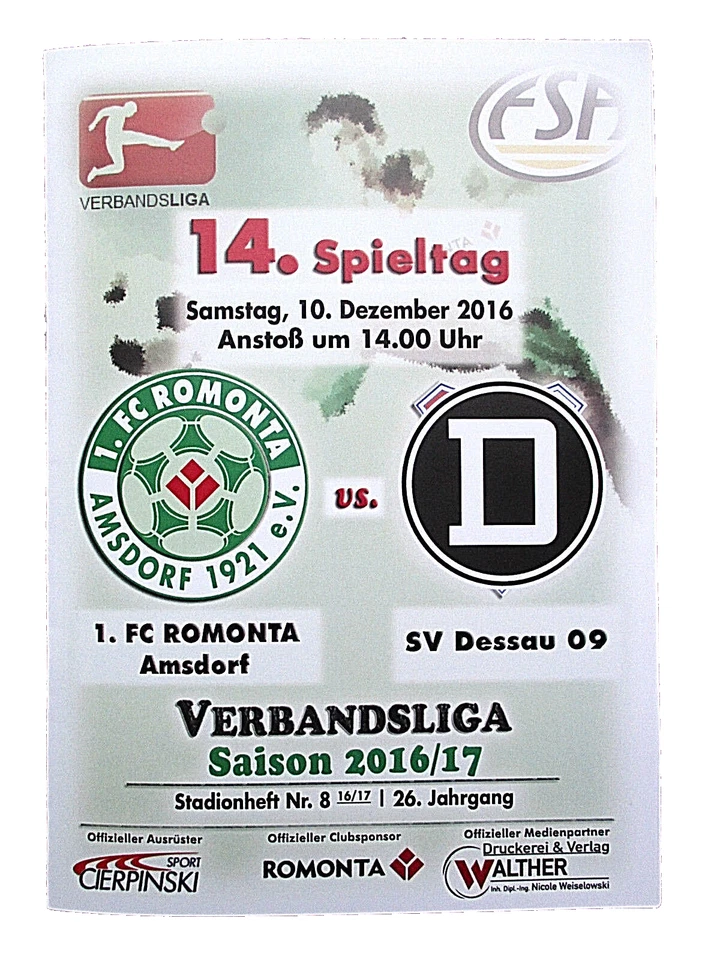 FSA
VERBANDSLIGA
14. Spieltag
Samstag, 10. Dezember 2016
Anstoß um 14.00 Uhr
1. FC ROMONTA
AMSDORF 1921 e.V.
vs.
D
1. FC ROMONTA
Amsdorf
SV Dessau 09
VERBANDSLIGA
Saison 2016/17
Stadionheft Nr. 8 16/17 | 26. Jahrgang
Offizieller Ausrüster
SPORT
CIERPINSKI
Offizieller Clubsponsor
ROMONTA
Offizieller Medienpartner
Druckerei & Verlag
WALTHER
Inh. Dipl.-Ing. Nicole Weiselowski